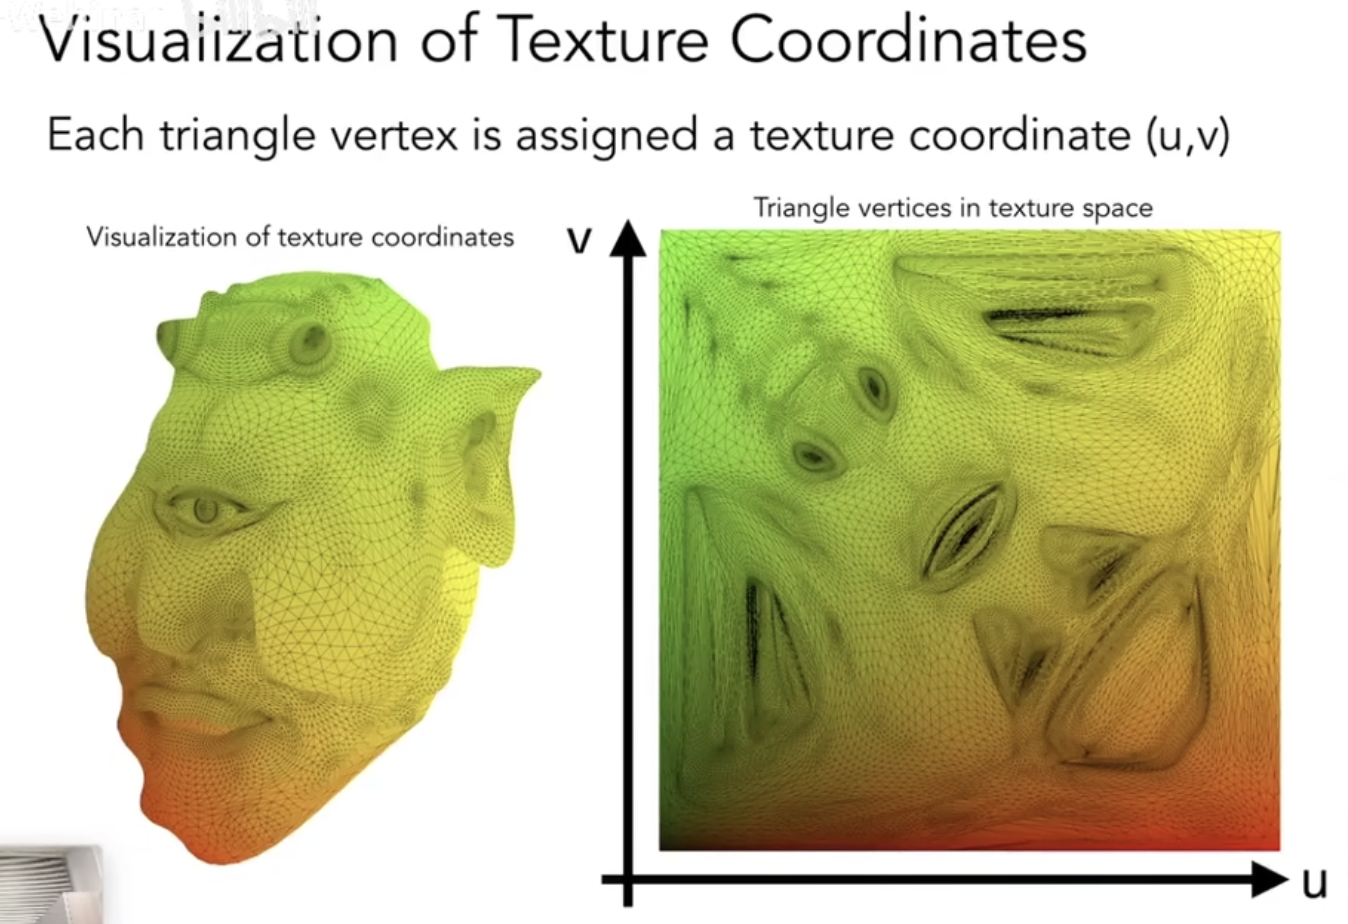 Visualization of Texture Coordinates
Each triangle vertex is assigned a texture coordinate (u,v)
Visualization of texture coordinates
Triangle vertices in texture space
v
u